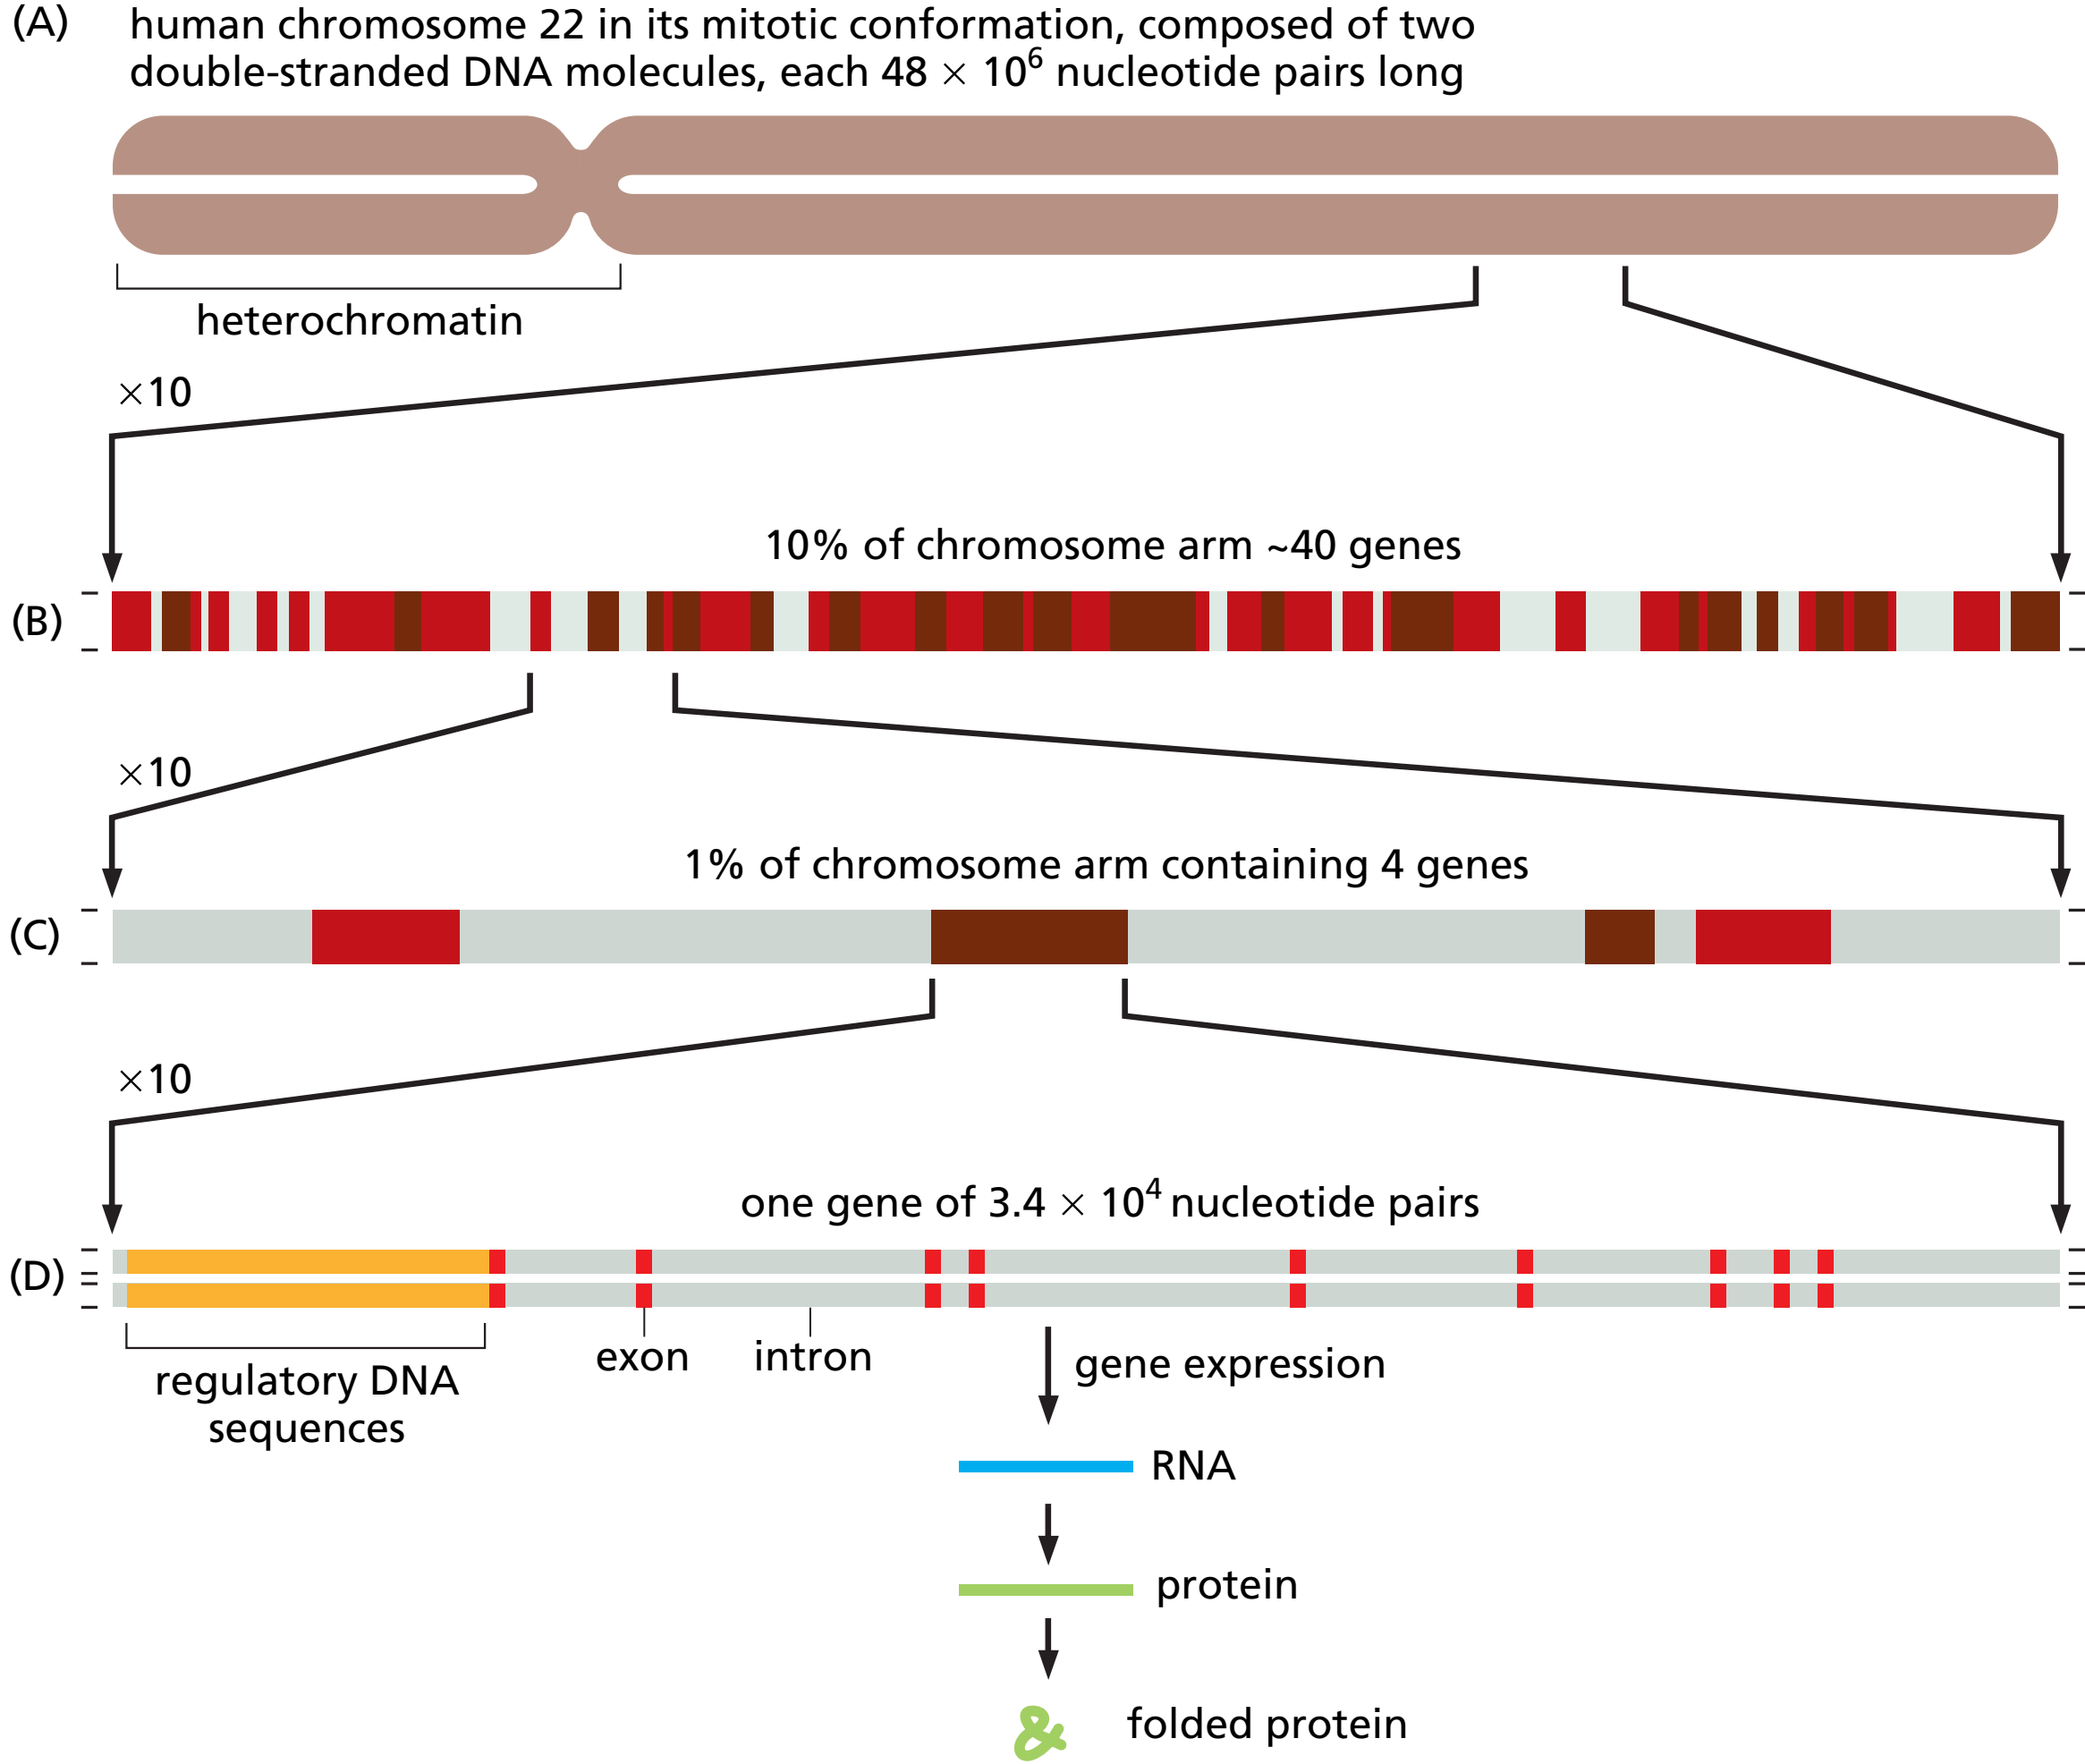 (A) human chromosome 22 in its mitotic conformation, composed of two
double-stranded DNA molecules, each 48 × 10⁶ nucleotide pairs long
heterochromatin
×10
10% of chromosome arm ~40 genes
(B)
×10
1% of chromosome arm containing 4 genes
(C)
×10
one gene of 3.4 × 10⁴ nucleotide pairs
(D)
exon intron gene expression
regulatory DNA
sequences
RNA
protein
folded protein